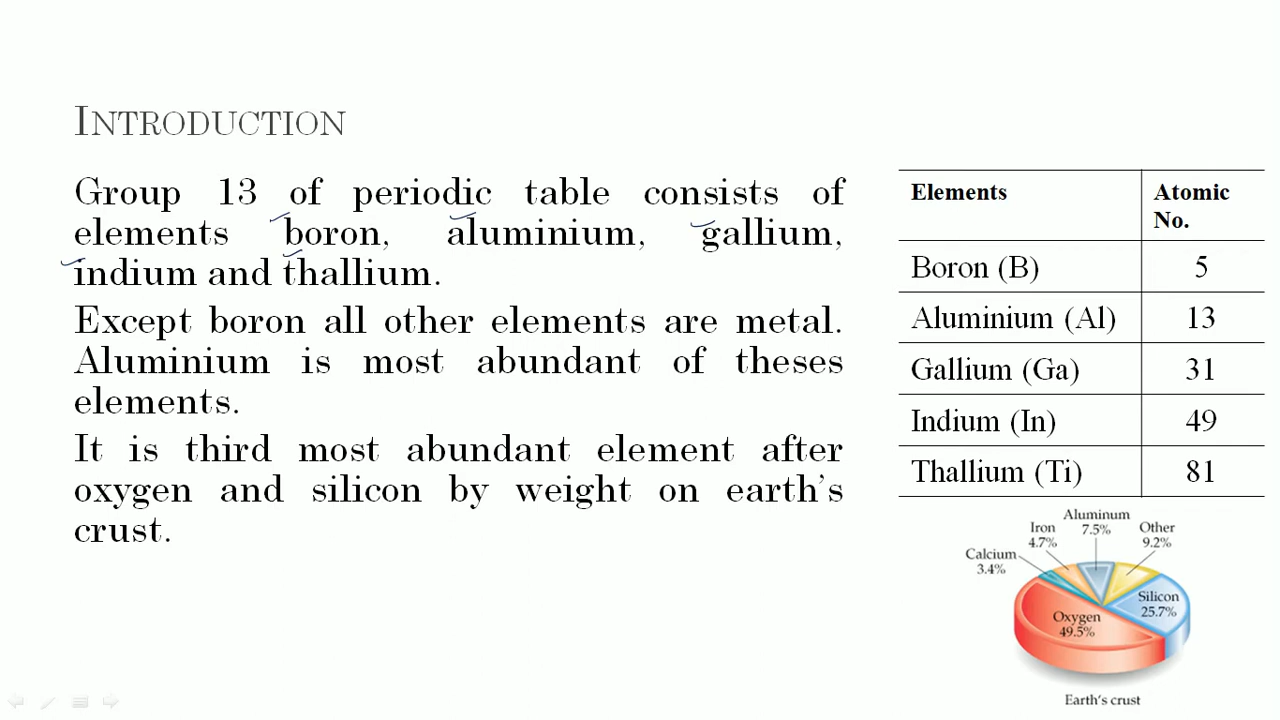 INTRODUCTION
Group 13 of periodic table consists of
elements boron, aluminium, gallium,
indium and thallium.
Except boron all other elements are metal.
Aluminium is most abundant of theses
elements.
It is third most abundant element after
oxygen and silicon by weight on earth's
crust.
Elements Atomic No.
Boron (B) 5
Aluminium (Al) 13
Gallium (Ga) 31
Indium (In) 49
Thallium (Ti) 81
Aluminum
7.5%
Iron
4.7%
Other
9.2%
Calcium
3.4%
Silicon
25.7%
Oxygen
49.5%
Earth's crust